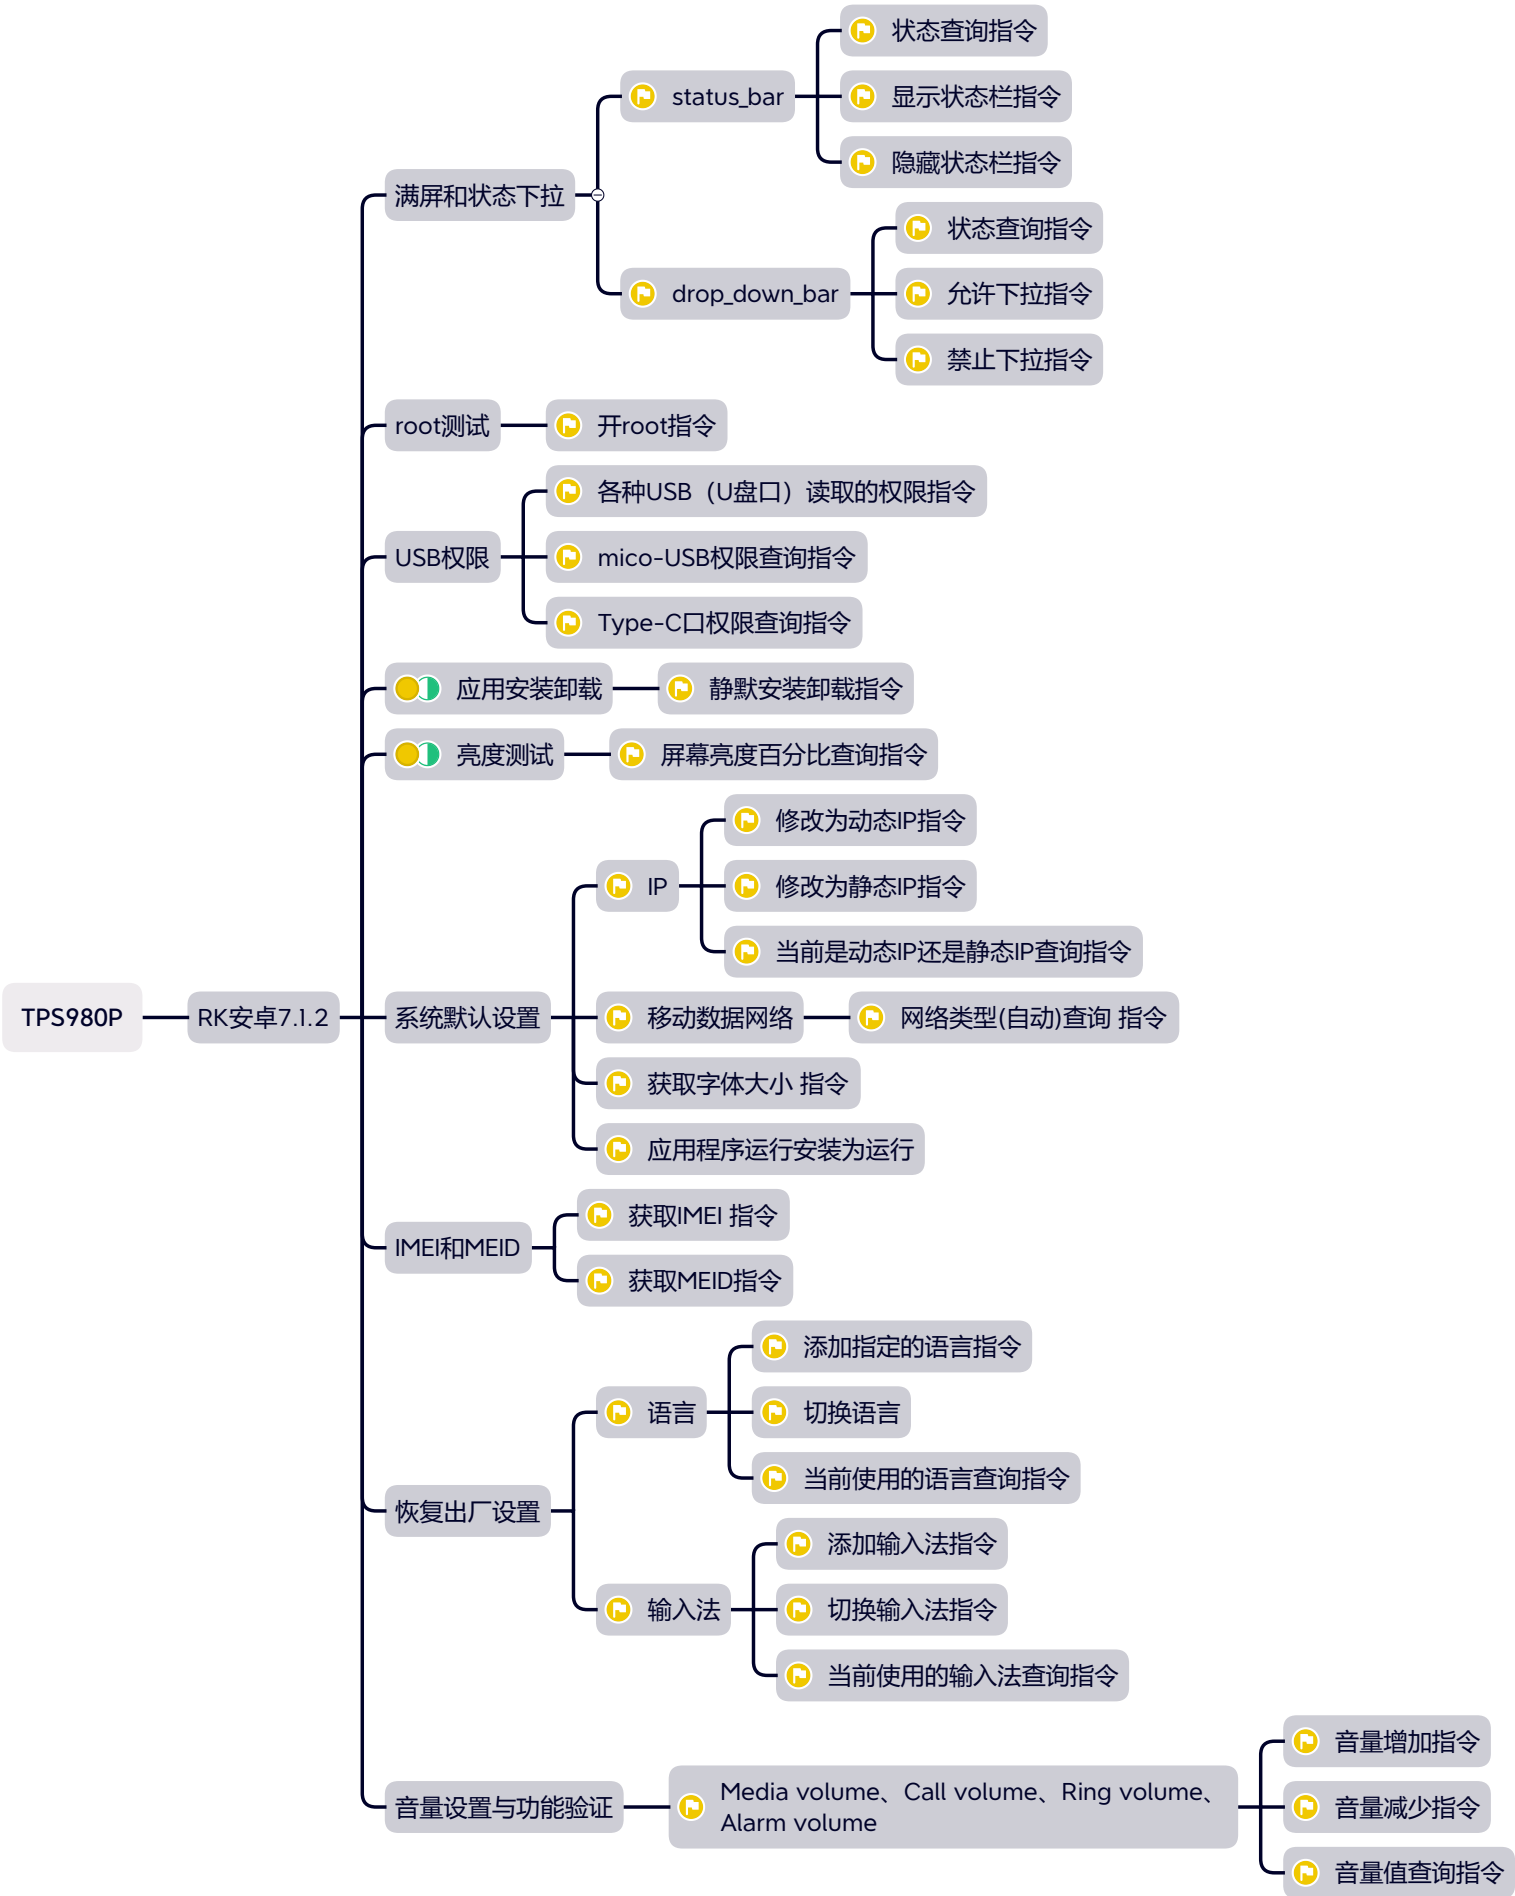 TPS980P
RK安卓7.1.2
满屏和状态下拉
status_bar
状态查询指令
显示状态栏指令
隐藏状态栏指令
drop_down_bar
状态查询指令
允许下拉指令
禁止下拉指令
root测试
开root指令
USB权限
各种USB（U盘口）读取的权限指令
mico-USB权限查询指令
Type-C口权限查询指令
应用安装卸载
静默安装卸载指令
亮度测试
屏幕亮度百分比查询指令
系统默认设置
IP
修改为动态IP指令
修改为静态IP指令
当前是动态IP还是静态IP查询指令
移动数据网络
网络类型(自动)查询 指令
获取字体大小 指令
应用程序运行安装为运行
IMEI和MEID
获取IMEI 指令
获取MEID指令
恢复出厂设置
语言
添加指定的语言指令
切换语言
当前使用的语言查询指令
输入法
添加输入法指令
切换输入法指令
当前使用的输入法查询指令
音量设置与功能验证
Media volume、Call volume、Ring volume、
Alarm volume
音量增加指令
音量减少指令
音量值查询指令